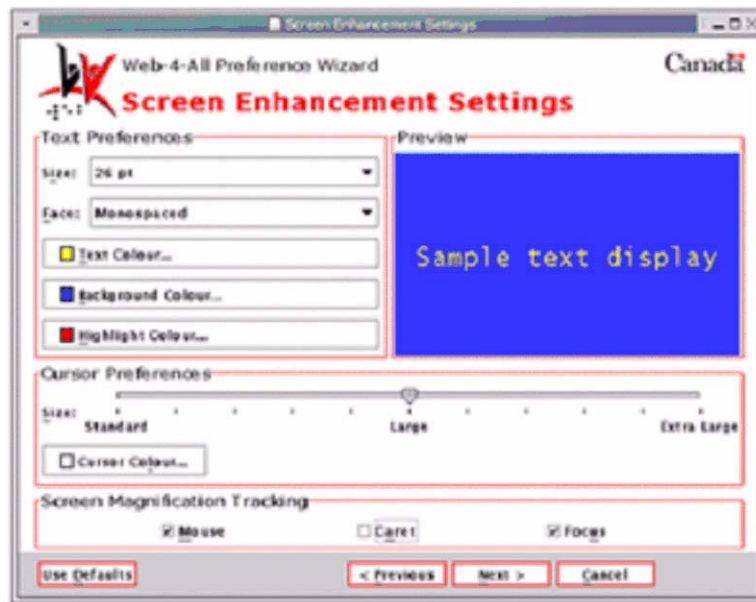 Screen Enhancement Settings
Web-4-All Preference Wizard
Canada
Screen Enhancement Settings
Text Preferences
Size: 26 pt
Face: Monospaced
Text Colour...
Background Colour...
Highlight Colour...
Preview
Sample text display
Cursor Preferences
Size:
Standard Large Extra Large
Cursor Colour...
Screen Magnification Tracking
Mouse Caret Focus
Use Defaults < Previous Next > Cancel